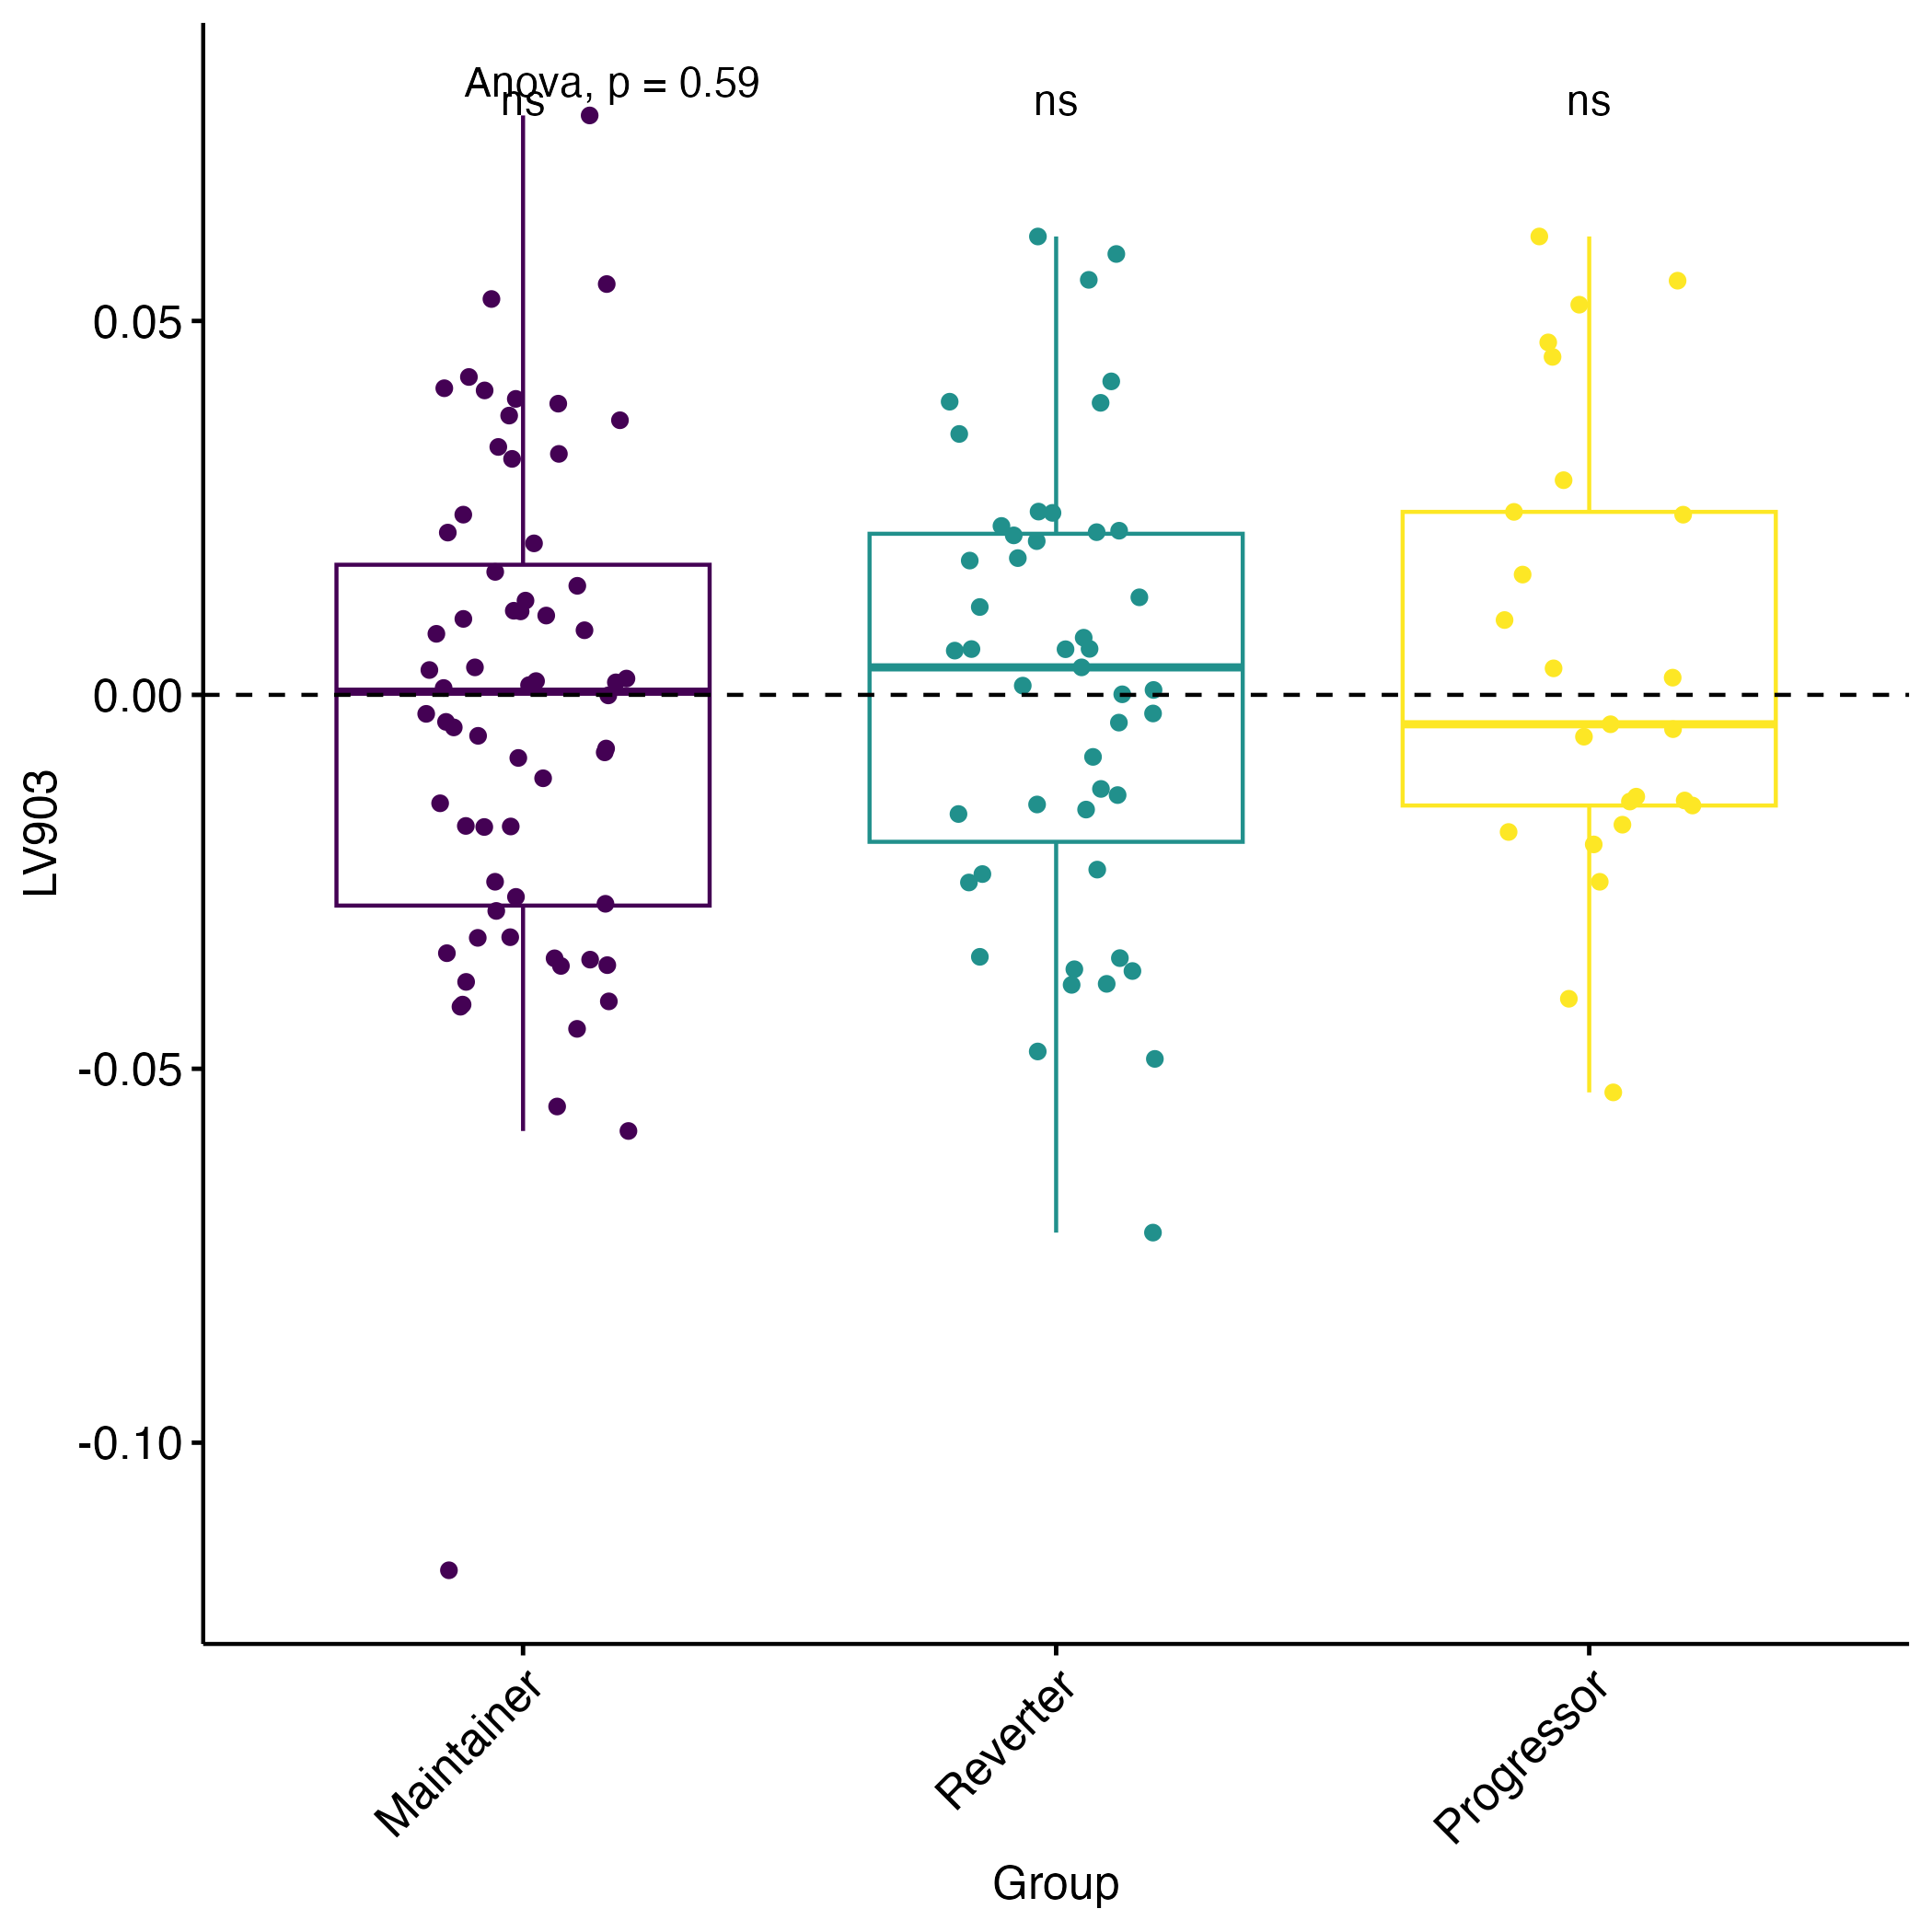 Anova, p = 0.59
ns
ns
ns
0.05
0.00
-0.05
-0.10
LV903
Maintainer
Reverter
Progressor
Group